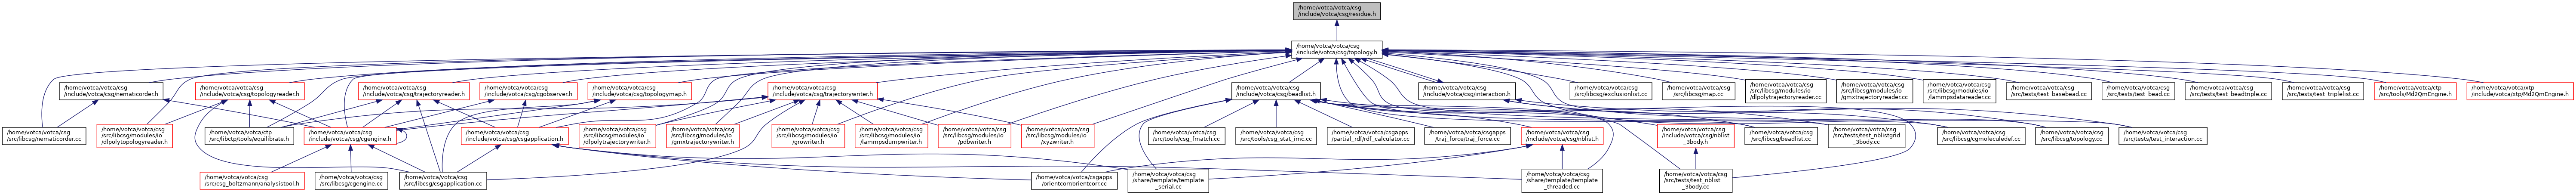 /home/votca/votca/csg
/include/votca/csg/residue.h
/home/votca/votca/csg
/include/votca/csg/topology.h
/home/votca/votca/csg
/include/votca/csg/nematicorder.h
/home/votca/votca/csg
/include/votca/csg/topologyreader.h
/home/votca/votca/csg
/include/votca/csg/trajectoryreader.h
/home/votca/votca/csg
/include/votca/csg/cgobserver.h
/home/votca/votca/csg
/include/votca/csg/topologymap.h
/home/votca/votca/csg
/include/votca/csg/trajectorywriter.h
/home/votca/votca/csg
/include/votca/csg/beadlist.h
/home/votca/votca/csg
/include/votca/csg/interaction.h
/home/votca/votca/csg
/src/libcsg/exclusionlist.cc
/home/votca/votca/csg
/src/libcsg/map.cc
/home/votca/votca/csg
/src/libcsg/modules/io
/dlpolytrajectoryreader.cc
/home/votca/votca/csg
/src/libcsg/modules/io
/gmxtrajectoryreader.cc
/home/votca/votca/csg
/src/libcsg/modules/io
/lammpsdatareader.cc
/home/votca/votca/csg
/src/tests/test_basebead.cc
/home/votca/votca/csg
/src/tests/test_bead.cc
/home/votca/votca/csg
/src/tests/test_beadtriple.cc
/home/votca/votca/csg
/src/tests/test_triplelist.cc
/home/votca/votca/ctp
/src/tools/Md2QmEngine.h
/home/votca/votca/xtp
/include/votca/xtp/Md2QmEngine.h
/home/votca/votca/csg
/src/libcsg/nematicorder.cc
/home/votca/votca/csg
/src/libcsg/modules/io
/dlpolytopologyreader.h
/home/votca/votca/ctp
/src/libctp/tools/equilibrate.h
/home/votca/votca/csg
/include/votca/csg/cgengine.h
/home/votca/votca/csg
/include/votca/csg/csgapplication.h
/home/votca/votca/csg
/src/libcsg/modules/io
/dlpolytrajectorywriter.h
/home/votca/votca/csg
/src/libcsg/modules/io
/gmxtrajectorywriter.h
/home/votca/votca/csg
/src/libcsg/modules/io
/growriter.h
/home/votca/votca/csg
/src/libcsg/modules/io
/lammpsdumpwriter.h
/home/votca/votca/csg
/src/libcsg/modules/io
/pdbwriter.h
/home/votca/votca/csg
/src/libcsg/modules/io
/xyzwriter.h
/home/votca/votca/csg
/src/tools/csg_fmatch.cc
/home/votca/votca/csg
/src/tools/csg_stat_imc.cc
/home/votca/votca/csgapps
/partial_rdf/rdf_calculator.cc
/home/votca/votca/csgapps
/traj_force/traj_force.cc
/home/votca/votca/csg
/include/votca/csg/nblist.h
/home/votca/votca/csg
/include/votca/csg/nblist
_3body.h
/home/votca/votca/csg
/src/libcsg/beadlist.cc
/home/votca/votca/csg
/src/tests/test_nblistgrid
_3body.cc
/home/votca/votca/csg
/src/libcsg/cgmoleculedef.cc
/home/votca/votca/csg
/src/libcsg/topology.cc
/home/votca/votca/csg
/src/tests/test_interaction.cc
/home/votca/votca/csg
/src/csg_boltzmann/analysistool.h
/home/votca/votca/csg
/src/libcsg/cgengine.cc
/home/votca/votca/csg
/src/libcsg/csgapplication.cc
/home/votca/votca/csgapps
/orientcorr/orientcorr.cc
/home/votca/votca/csg
/share/template/template
_serial.cc
/home/votca/votca/csg
/share/template/template
_threaded.cc
/home/votca/votca/csg
/src/tests/test_nblist
_3body.cc